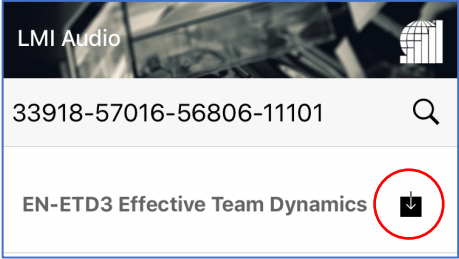 LMI Audio
33918-57016-56806-11101
EN-ETD3 Effective Team Dynamics